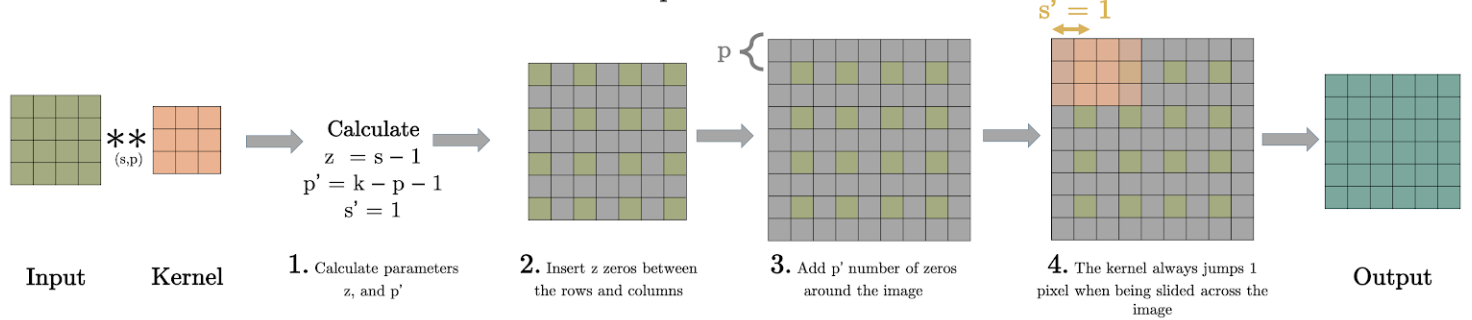 s' = 1
p
**
(s,p)
Calculate
z = s − 1
p' = k − p − 1
s' = 1
Input
Kernel
1. Calculate parameters
z, and p'
2. Insert z zeros between
the rows and columns
3. Add p' number of zeros
around the image
4. The kernel always jumps 1
pixel when being slided across the
image
Output